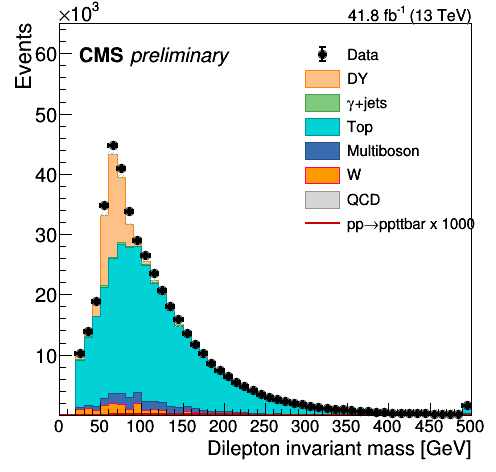 ×10³
41.8 fb⁻¹ (13 TeV)
Events
CMS preliminary
Data
DY
γ+jets
Top
Multiboson
W
QCD
pp→ppttbar x 1000
60
50
40
30
20
10
0 50 100 150 200 250 300 350 400 450 500
Dilepton invariant mass [GeV]